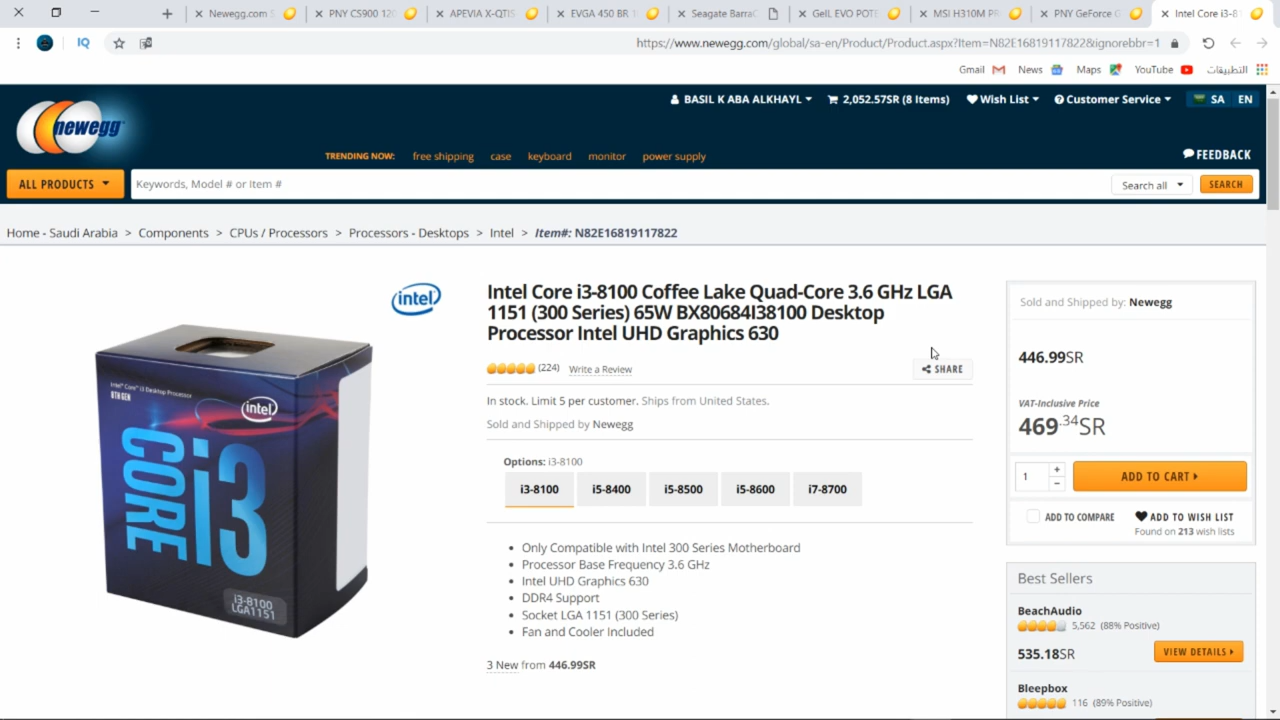 Newegg.com S
PNY CS900 120
APEVIA X-QTIS
EVGA 450 BR
Seagate BarraC
GeIL EVO POTE
MSI H310M PR
PNY GeForce G
Intel Core i3-8
IQ
https://www.newegg.com/global/sa-en/Product/Product.aspx?Item=N82E16819117822&ignorebbr=1
Gmail
News
Maps
YouTube
التطبيقات
newegg
BASIL K ABA ALKHAYL
2,052.57SR (8 Items)
Wish List
Customer Service
SA
EN
TRENDING NOW: free shipping case keyboard monitor power supply
FEEDBACK
ALL PRODUCTS
Keywords, Model # or Item #
Search all
SEARCH
Home - Saudi Arabia > Components > CPUs / Processors > Processors - Desktops > Intel > Item#: N82E16819117822
intel
Intel® Core™ i3 Desktop Processor
8TH GEN
intel
CORE i3
i3-8100
LGA1151
Intel Core i3-8100 Coffee Lake Quad-Core 3.6 GHz LGA
1151 (300 Series) 65W BX80684I38100 Desktop
Processor Intel UHD Graphics 630
(224) Write a Review
SHARE
In stock. Limit 5 per customer. Ships from United States.
Sold and Shipped by Newegg
Options: i3-8100
i3-8100 i5-8400 i5-8500 i5-8600 i7-8700
• Only Compatible with Intel 300 Series Motherboard
• Processor Base Frequency 3.6 GHz
• Intel UHD Graphics 630
• DDR4 Support
• Socket LGA 1151 (300 Series)
• Fan and Cooler Included
3 New from 446.99SR
Sold and Shipped by: Newegg
446.99SR
VAT-Inclusive Price
469.34SR
1 + −
ADD TO CART
ADD TO COMPARE
ADD TO WISH LIST
Found on 213 wish lists
Best Sellers
BeachAudio
5,562 (88% Positive)
535.18SR
VIEW DETAILS
Bleepbox
116 (89% Positive)